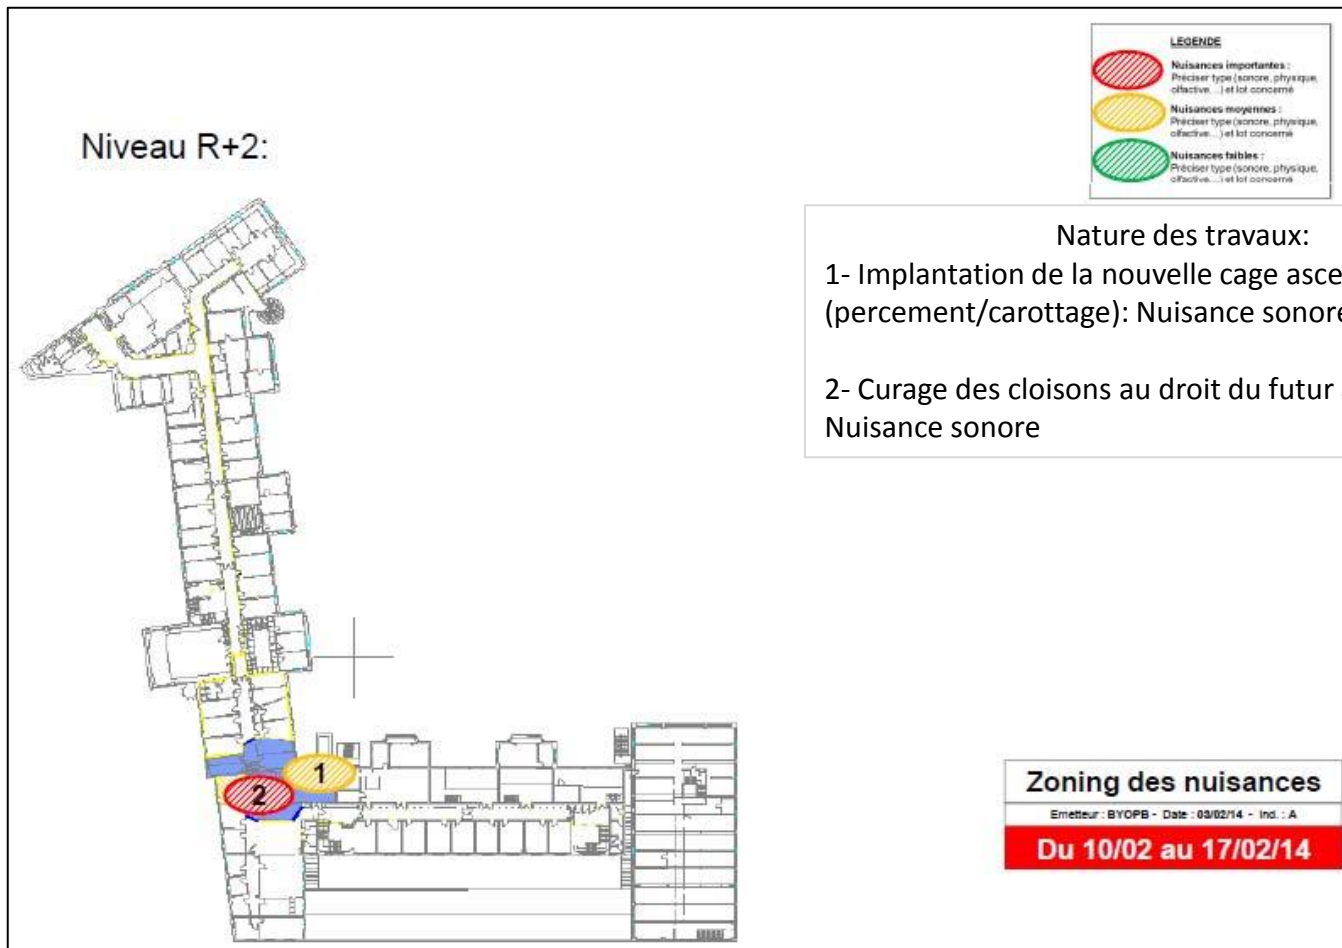 Niveau R+2:
LEGENDE
Nuisances importantes :
Préciser type (sonore, physique,
olfactive…) et lot concerné
Nuisances moyennes :
Préciser type (sonore, physique,
olfactive…) et lot concerné
Nuisances faibles :
Préciser type (sonore, physique,
olfactive…) et lot concerné
Nature des travaux:
1- Implantation de la nouvelle cage asce
(percement/carottage): Nuisance sonore
2- Curage des cloisons au droit du futur
Nuisance sonore
1
2
Zoning des nuisances
Emetteur : BYOPB - Date : 03/02/14 - Ind. : A
Du 10/02 au 17/02/14